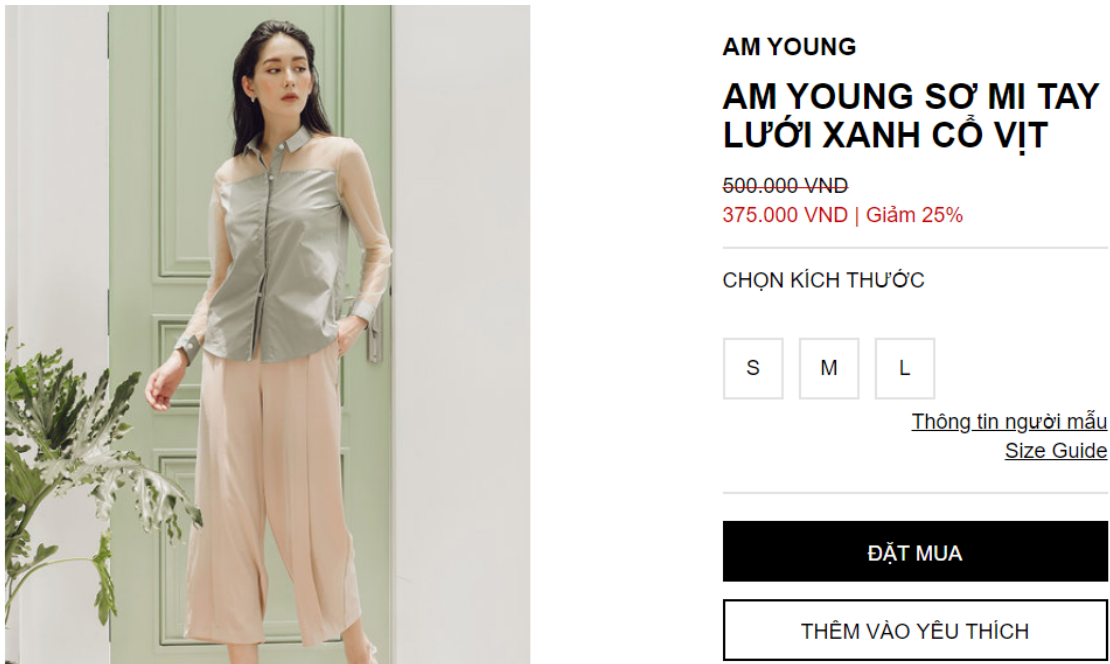 AM YOUNG
AM YOUNG SƠ MI TAY
LƯỚI XANH CỔ VỊT
500.000 VND
375.000 VND | Giảm 25%
CHỌN KÍCH THƯỚC
S M L
Thông tin người mẫu
Size Guide
ĐẶT MUA
THÊM VÀO YÊU THÍCH